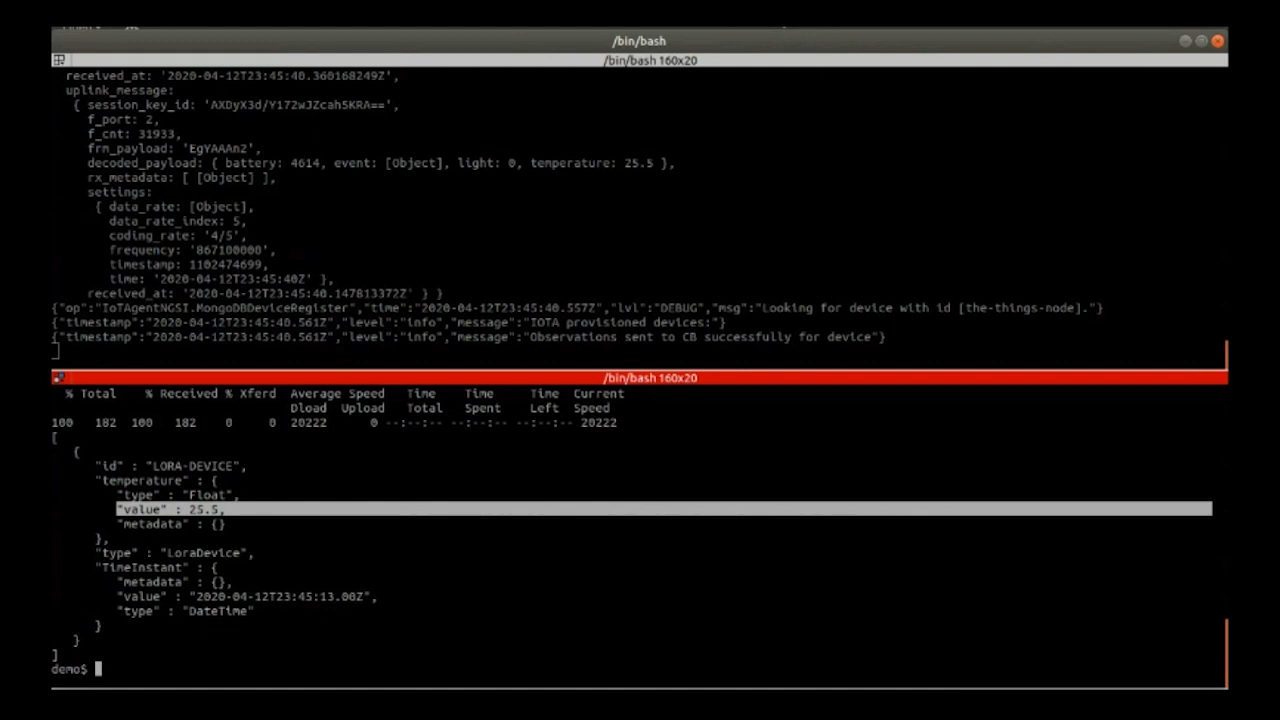 /bin/bash
/bin/bash 160x20
received_at: '2020-04-12T23:45:40.360168249Z',
uplink_message:
{ session_key_id: 'AXDyX3d/Y172wJZcah5KRA==',
f_port: 2,
f_cnt: 31933,
frm_payload: 'EgYAAAn2',
decoded_payload: { battery: 4614, event: [Object], light: 0, temperature: 25.5 },
rx_metadata: [ [Object] ],
settings:
{ data_rate: [Object],
data_rate_index: 5,
coding_rate: '4/5',
frequency: '867100000',
timestamp: 1102474699,
time: '2020-04-12T23:45:40Z' },
received_at: '2020-04-12T23:45:40.147813372Z' } }
{"op":"IoTAgentNGSI.MongoDBDeviceRegister","time":"2020-04-12T23:45:40.557Z","lvl":"DEBUG","msg":"Looking for device with id [the-things-node]."}
{"timestamp":"2020-04-12T23:45:40.561Z","level":"info","message":"IOTA provisioned devices:"}
{"timestamp":"2020-04-12T23:45:40.561Z","level":"info","message":"Observations sent to CB successfully for device"}
/bin/bash 160x20
% Total % Received % Xferd Average Speed Time Time Time Current
Dload Upload Total Spent Left Speed
100 182 100 182 0 0 20222 0 --:--:-- --:--:-- --:--:-- 20222
[
{
"id" : "LORA-DEVICE",
"temperature" : {
"type" : "Float",
"value" : 25.5,
"metadata" : {}
},
"type" : "LoraDevice",
"TimeInstant" : {
"metadata" : {},
"value" : "2020-04-12T23:45:13.00Z",
"type" : "DateTime"
}
}
]
demo$